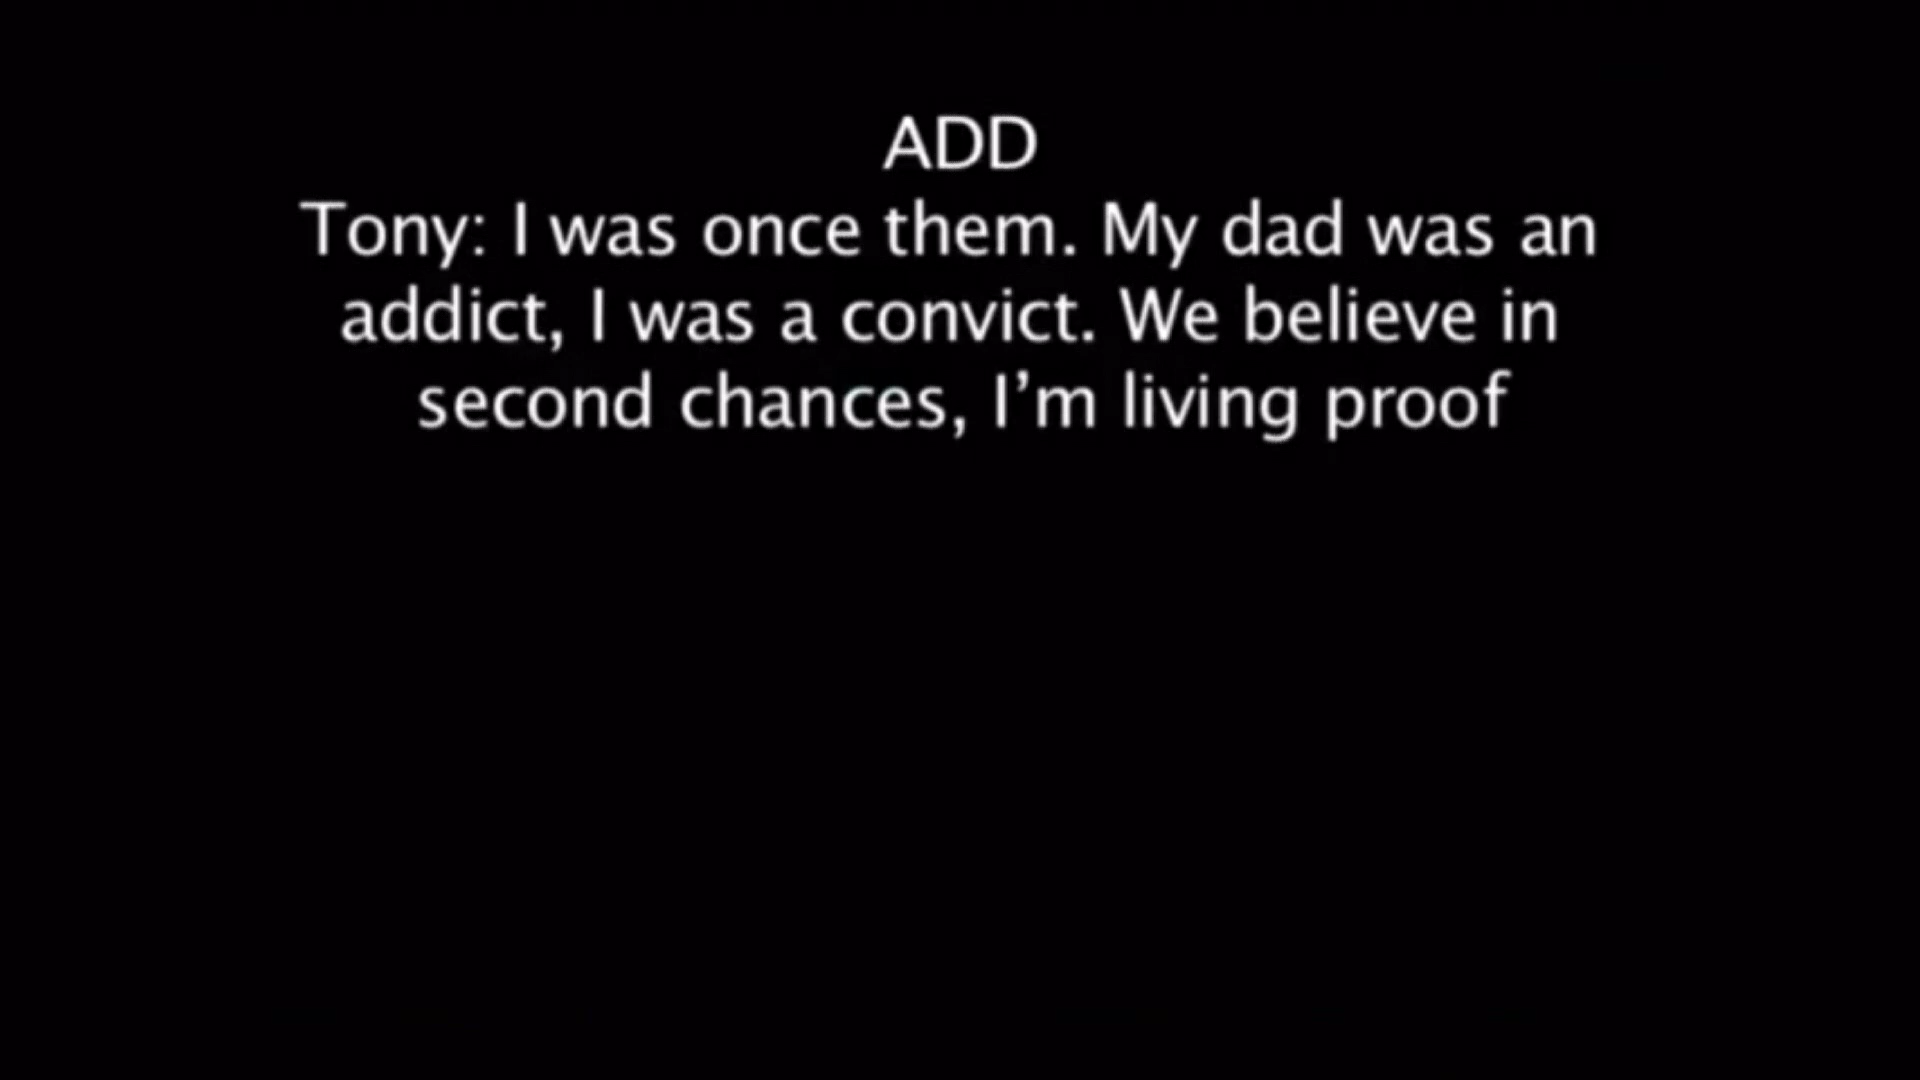 ADD
Tony: I was once them. My dad was an
addict, I was a convict. We believe in
second chances, I’m living proof